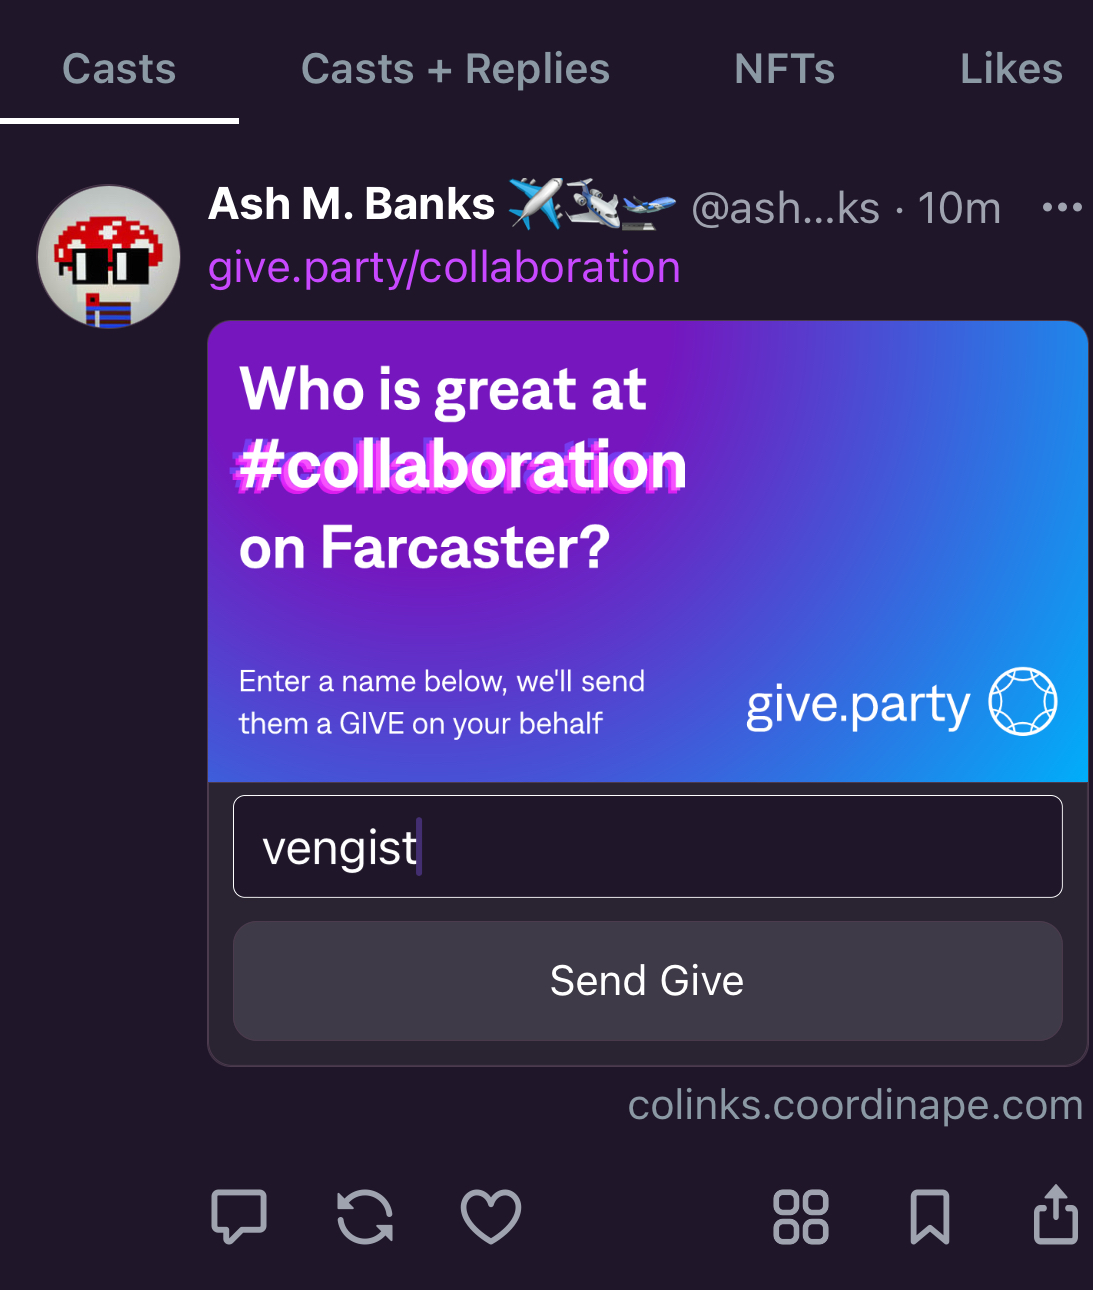 Casts Casts + Replies NFTs Likes
Ash M. Banks ✈️🛩️🛫 @ash...ks · 10m
give.party/collaboration
Who is great at
#collaboration
on Farcaster?
Enter a name below, we'll send
them a GIVE on your behalf
give.party
vengist
Send Give
colinks.coordinape.com